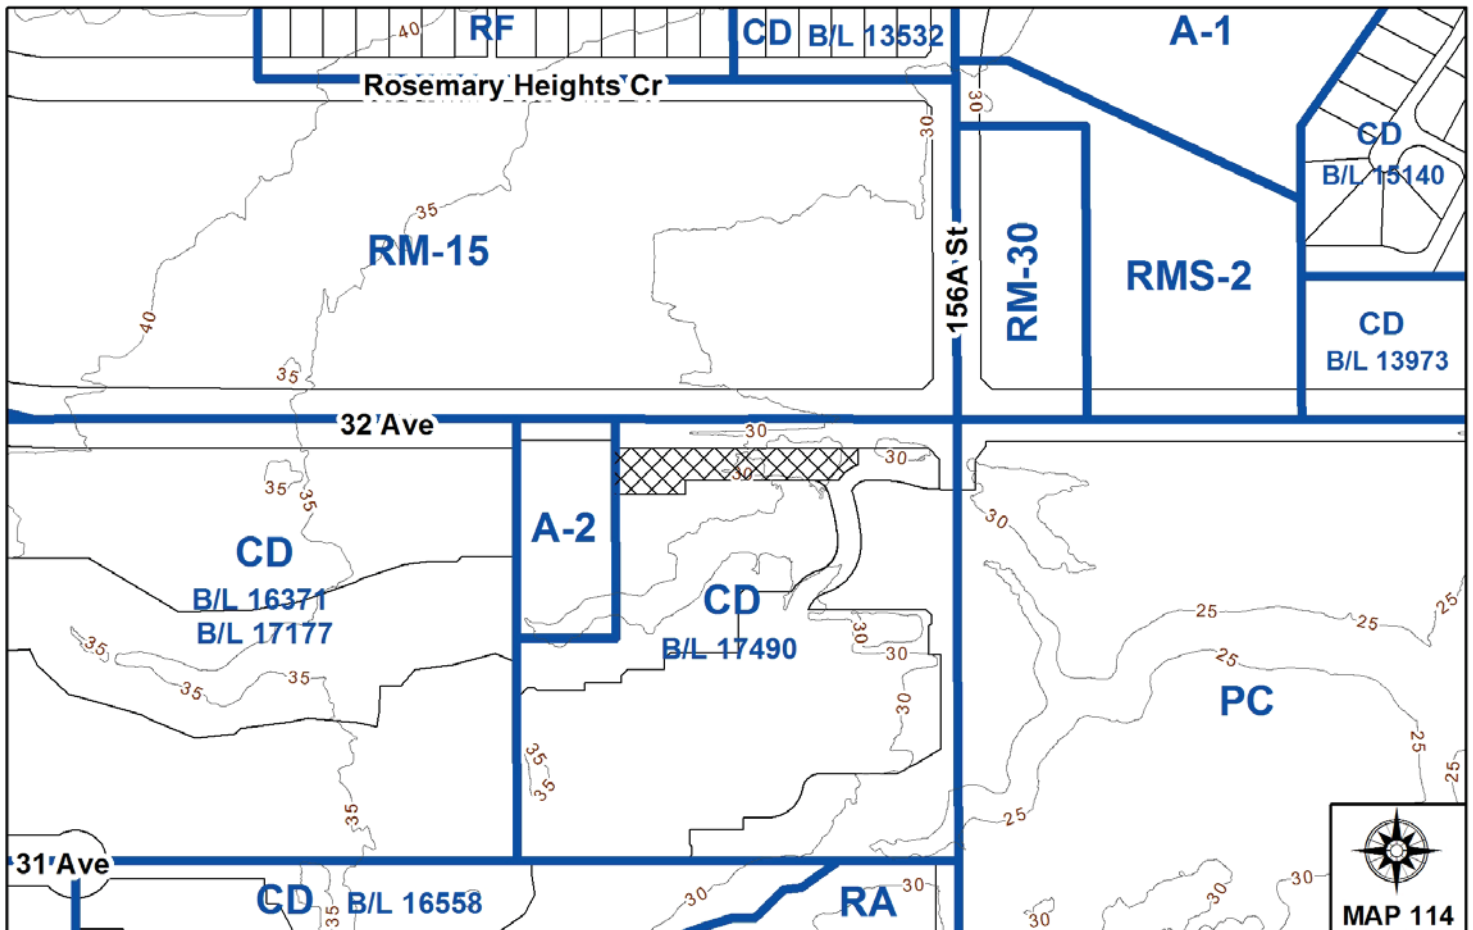 40
RF
CD B/L 13532
A-1
Rosemary Heights Cr
30
30
CD
B/L 15140
35
RM-15
156A St
RM-30
RMS-2
40
CD
B/L 13973
35
32 Ave
30
30
30
35
35
30
A-2
CD
B/L 16371
B/L 17177
CD
B/L 17490
25
25
25
35
30
30
25
35
35
30
PC
25
25
35
35
35
25
31 Ave
CD B/L 16558
35
30
RA
30
30
30
30
MAP 114